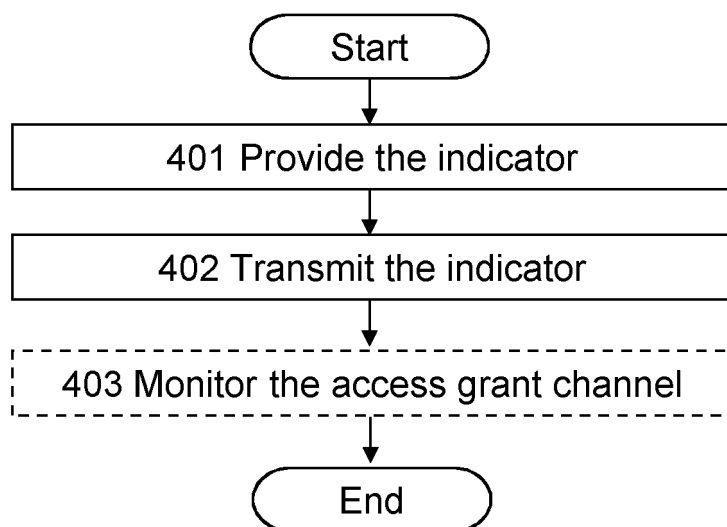 Start
401 Provide the indicator
402 Transmit the indicator
403 Monitor the access grant channel
End